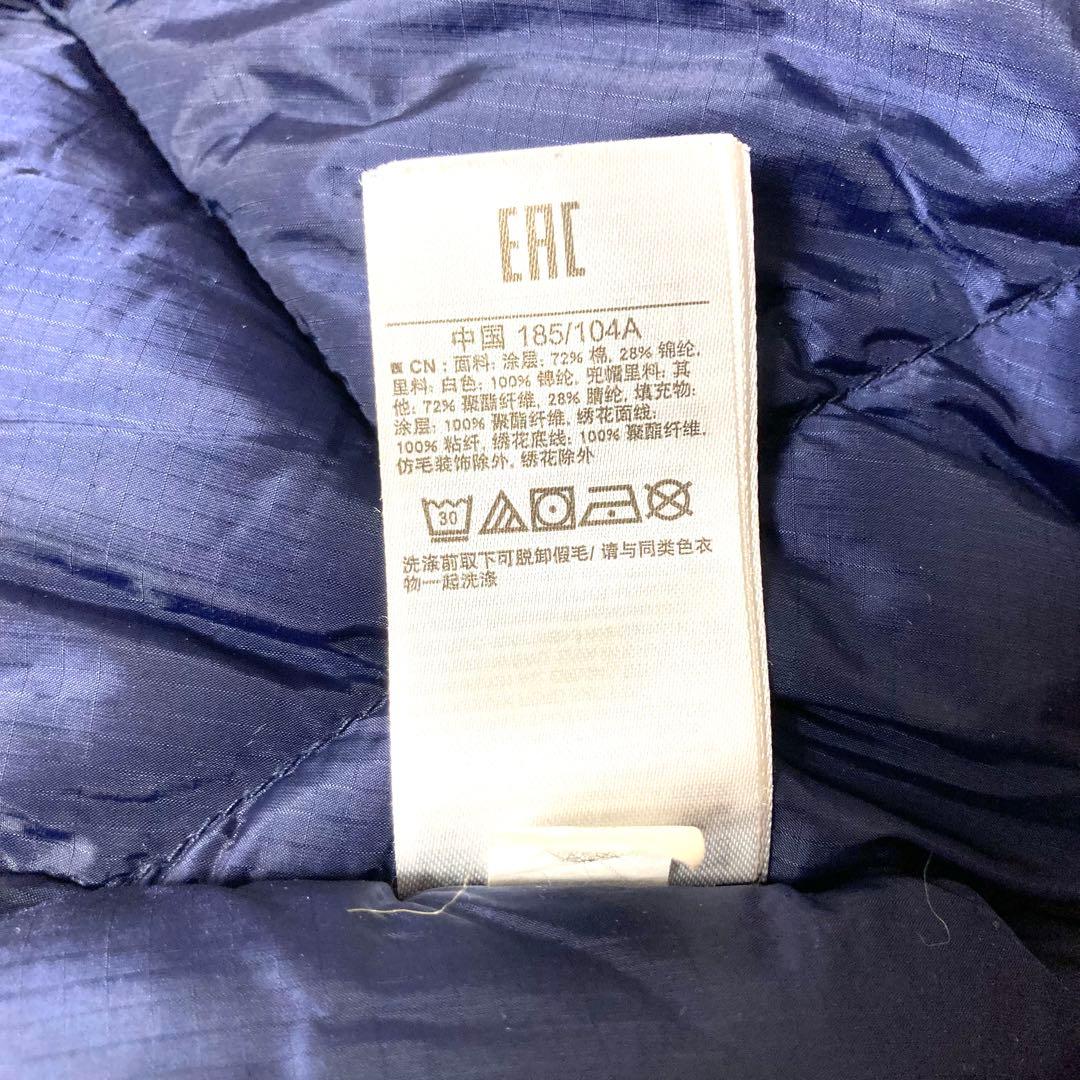 EAC
中国 185/104A
CN : 面料: 涂层: 72% 棉, 28% 锦纶,
里料: 白色: 100% 锦纶, 兜帽里料: 其
他: 72% 聚酯纤维, 28% 腈纶, 填充物:
涂层: 100% 聚酯纤维, 绣花面线:
100% 粘纤, 绣花底线: 100% 聚酯纤维,
仿毛装饰除外, 绣花除外
30
洗涤前取下可脱卸假毛/ 请与同类色衣
物一起洗涤